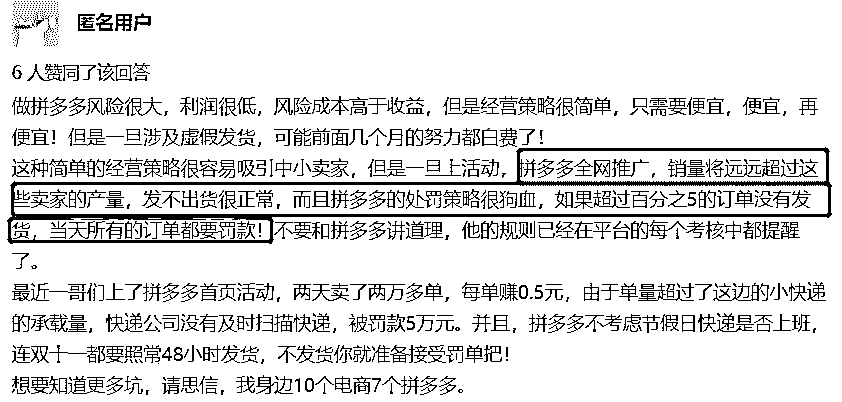 匿名用户
6 人赞同了该回答
做拼多多风险很大，利润很低，风险成本高于收益，但是经营策略很简单，只需要便宜，便宜，再
便宜！但是一旦涉及虚假发货，可能前面几个月的努力都白费了！
这种简单的经营策略很容易吸引中小卖家，但是一旦上活动，拼多多全网推广，销量将远远超过这
些卖家的产量，发不出货很正常，而且拼多多的处罚策略很狗血，如果超过百分之5的订单没有发
货，当天所有的订单都要罚款！不要和拼多多讲道理，他的规则已经在平台的每个考核中都提醒
了。
最近一哥们上了拼多多首页活动，两天卖了两万多单，每单赚0.5元，由于单量超过了这边的小快递
的承载量，快递公司没有及时扫描快递，被罚款5万元。并且，拼多多不考虑节假日快递是否上班，
连双十一都要照常48小时发货，不发货你就准备接受罚单把！
想要知道更多坑，请思信，我身边10个电商7个拼多多。